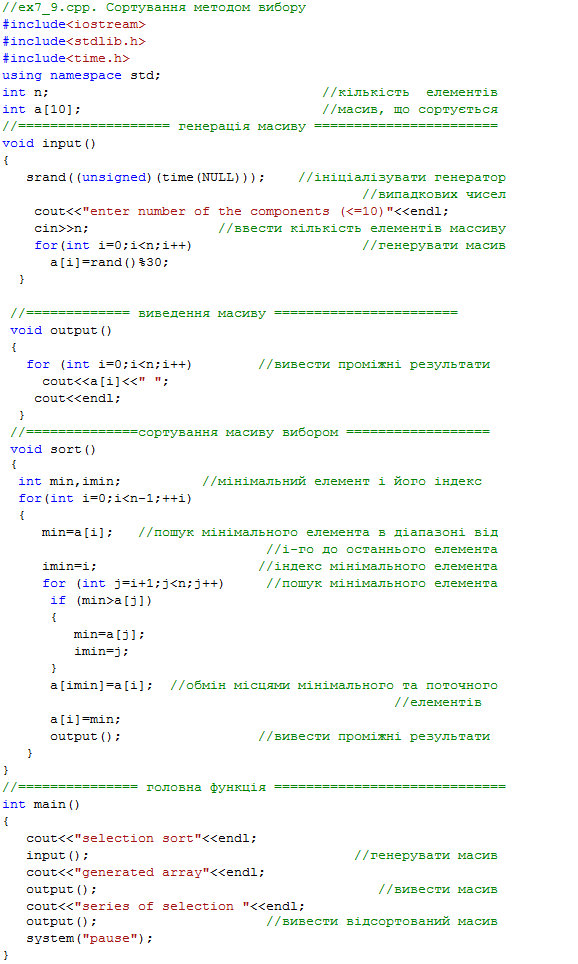 //ex7_9.cpp. Сортування методом вибору
#include<iostream>
#include<stdlib.h>
#include<time.h>
using namespace std;
int n; //кількість  елементів
int a[10]; //масив, що сортується
//=================== генерація масиву =======================
void input()
{
srand((unsigned)(time(NULL))); //ініціалізувати генератор
//випадкових чисел
cout<<"enter number of the components (<=10)"<<endl;
cin>>n; //ввести кількість елементів массиву
for(int i=0;i<n;i++) //генерувати масив
a[i]=rand()%30;
}
//============= виведення масиву =======================
void output()
{
for (int i=0;i<n;i++) //вивести проміжні результати
cout<<a[i]<<" ";
cout<<endl;
}
//==============сортування масиву вибором ==================
void sort()
{
int min,imin; //мінімальний елемент і його індекс
for(int i=0;i<n-1;++i)
{
min=a[i]; //пошук мінімального елемента в діапазоні від
//і-го до останнього елемента
imin=i; //індекс мінімального елемента
for (int j=i+1;j<n;j++) //пошук мінімального елемента
if (min>a[j])
{
min=a[j];
imin=j;
}
a[imin]=a[i]; //обмін місцями мінімального та поточного
//елементів
a[i]=min;
output(); //вивести проміжні результати
}
}
//=============== головна функція =============================
int main()
{
cout<<"selection sort"<<endl;
input(); //генерувати масив
cout<<"generated array"<<endl;
output(); //вивести масив
cout<<"series of selection "<<endl;
output(); //вивести відсортований масив
system("pause");
}